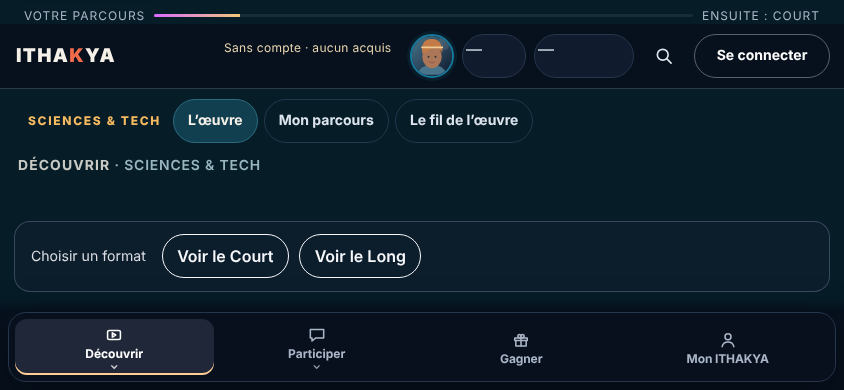 VOTRE PARCOURS
ENSUITE : COURT
ITHAKYA
Sans compte · aucun acquis
—
—
Se connecter
SCIENCES & TECH
L'œuvre
Mon parcours
Le fil de l'œuvre
DÉCOUVRIR · SCIENCES & TECH
Choisir un format
Voir le Court
Voir le Long
Découvrir
Participer
Gagner
Mon ITHAKYA